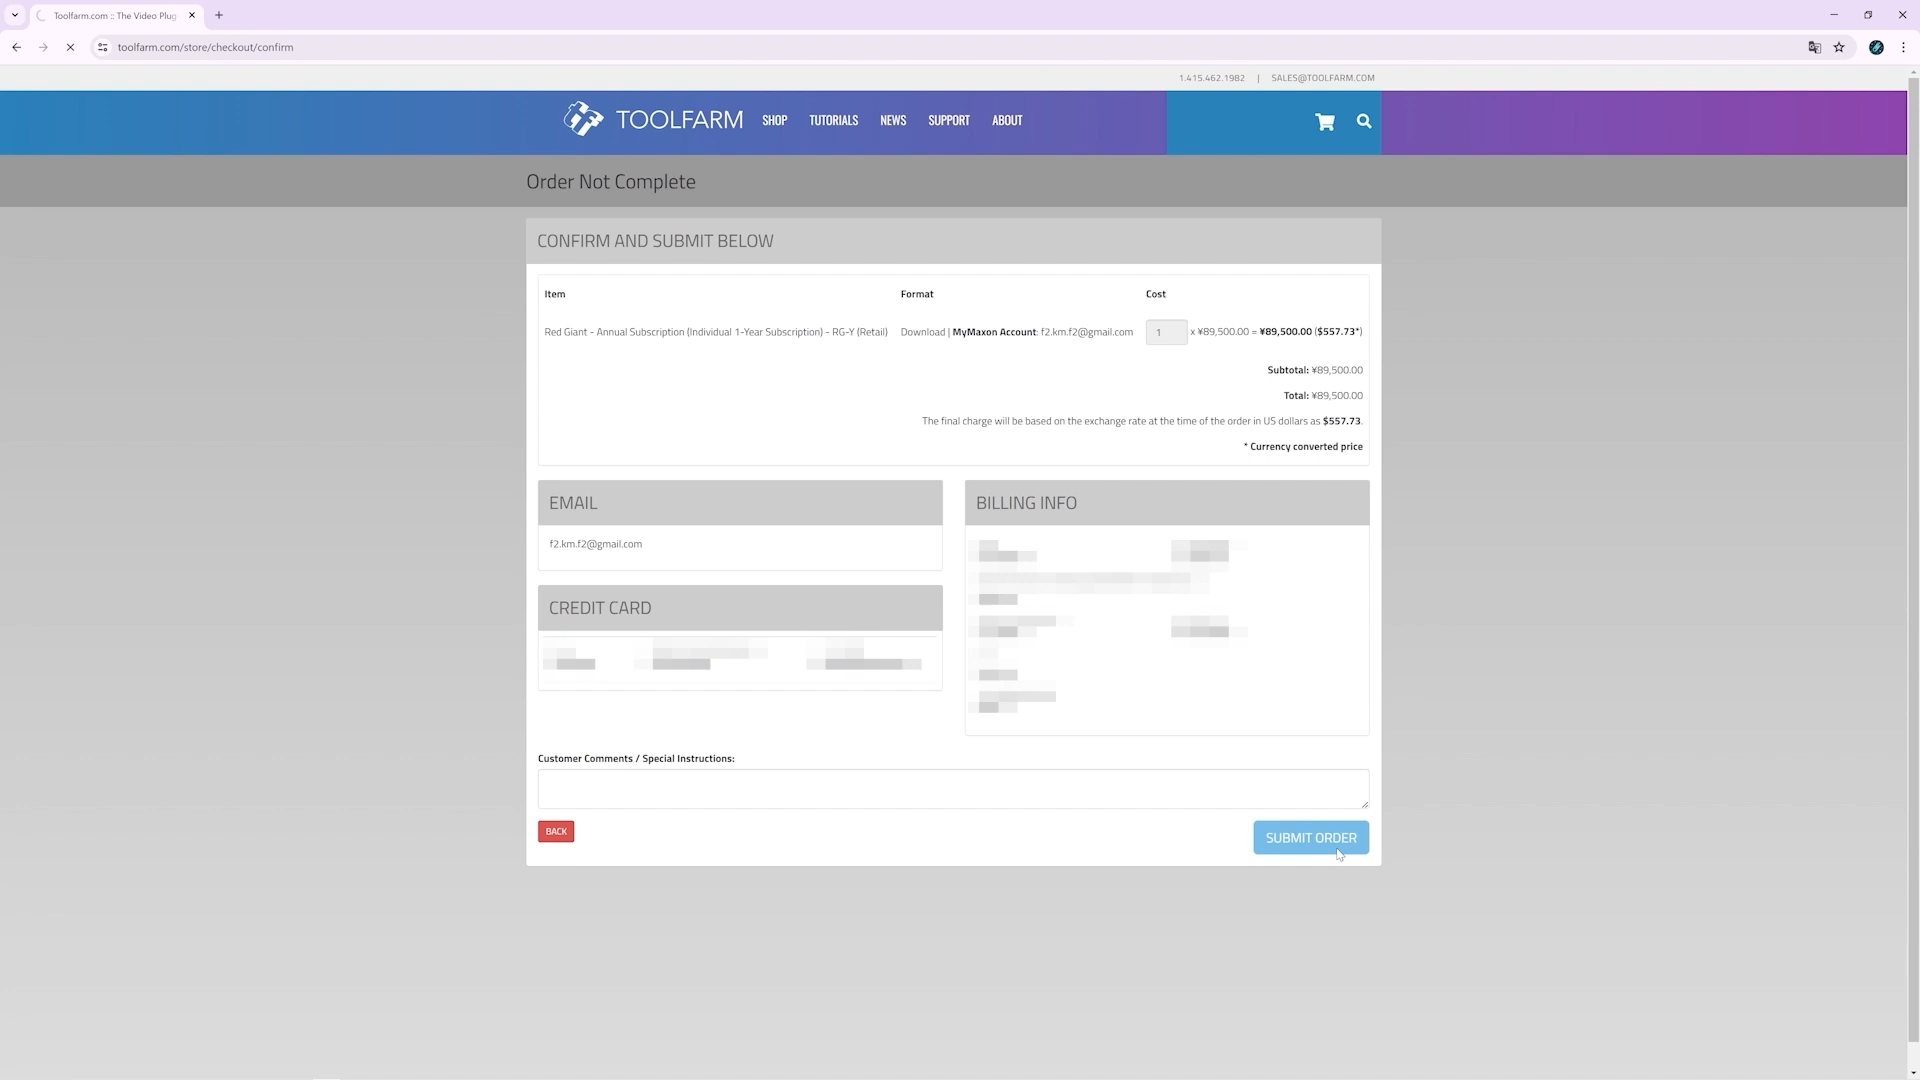 Toolfarm.com :: The Video Plug
toolfarm.com/store/checkout/confirm
1.415.462.1982 | SALES@TOOLFARM.COM
TOOLFARM SHOP TUTORIALS NEWS SUPPORT ABOUT
Order Not Complete
CONFIRM AND SUBMIT BELOW
Item Format Cost
Red Giant - Annual Subscription (Individual 1-Year Subscription) - RG-Y (Retail) Download | MyMaxon Account: f2.km.f2@gmail.com 1 x ¥89,500.00 = ¥89,500.00 ($557.73*)
Subtotal: ¥89,500.00
Total: ¥89,500.00
The final charge will be based on the exchange rate at the time of the order in US dollars as $557.73.
* Currency converted price
EMAIL
f2.km.f2@gmail.com
CREDIT CARD
BILLING INFO
Customer Comments / Special Instructions:
BACK
SUBMIT ORDER